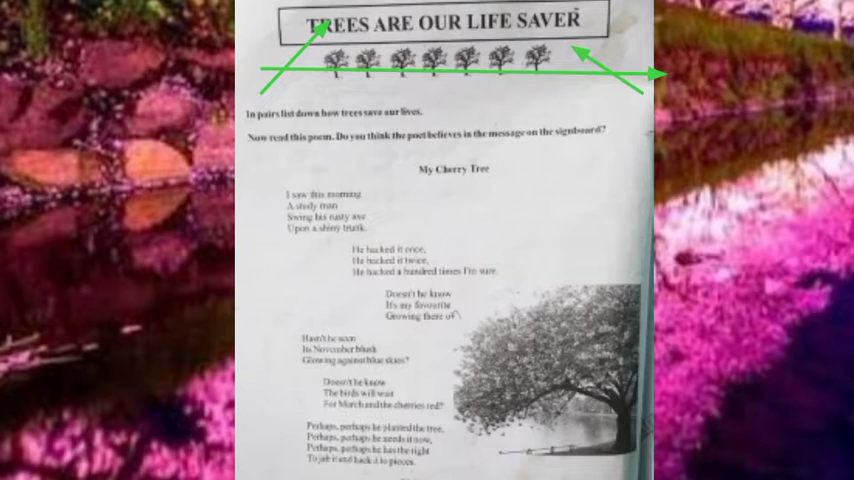 TREES ARE OUR LIFE SAVER
In pairs list down how trees save our lives.
Now read this poem. Do you think the poet believes in the message on the signboard?
My Cherry Tree
I saw this morning
A study man
Swing his rusty axe
Upon a shiny trunk.
He hacked it once,
He hacked it twice,
He hacked a hundred times I'm sure.
Doesn't he know
It's my favourite
Growing there
Hasn't he seen
Its November blush
Glowing against blue skies?
Doesn't he know
The birds will wait
For March and the cherries red?
Perhaps, perhaps he planted the tree,
Perhaps, perhaps he needs it now,
Perhaps, perhaps he has the right
To jab it and hack it to pieces.